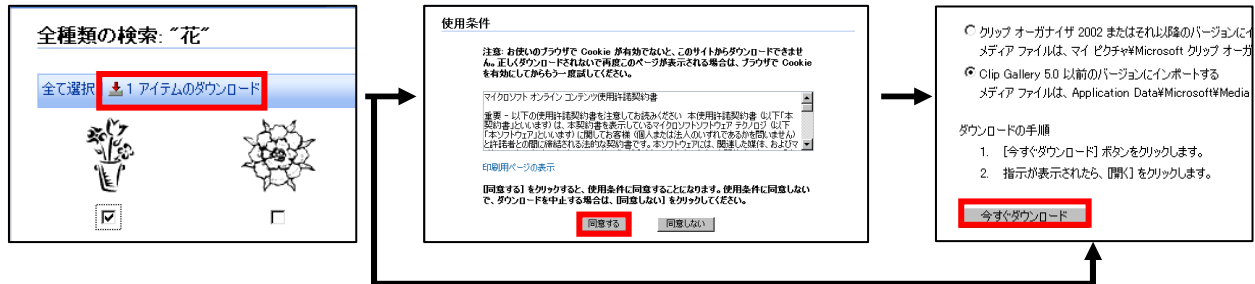 全種類の検索: "花"
全て選択
1 アイテムのダウンロード
使用条件
注意: お使いのブラウザで Cookie が有効でないと、このサイトからダウンロードできませ
ん。正しくダウンロードされないで再度このページが表示される場合は、ブラウザで Cookie
を有効にしてからもう一度試してください。
マイクロソフト オンライン コンテンツ使用許諾契約書
重要 - 以下の使用許諾契約書を注意してお読みください 本使用許諾契約書 (以下「本
契約書」といいます) は、本契約書を表示しているマイクロソフトソフトウェア テクノロジ (以下
「本ソフトウェア」といいます) に関してお客様 (個人または法人のいずれであるかを問いません)
と許諾者との間に締結される法的な契約書です。本ソフトウェアには、関連した媒体、およびマ
印刷用ページの表示
[同意する] をクリックすると、使用条件に同意することになります。使用条件に同意しない
で、ダウンロードを中止する場合は、[同意しない] をクリックしてください。
同意する
同意しない
クリップ オーガナイザ 2002 またはそれ以降のバージョンにイ
メディア ファイルは、マイ ピクチャ¥Microsoft クリップ オーガ
Clip Gallery 5.0 以前のバージョンにインポートする
メディア ファイルは、Application Data¥Microsoft¥Media
ダウンロードの手順
1. [今すぐダウンロード] ボタンをクリックします。
2. 指示が表示されたら、[開く] をクリックします。
今すぐダウンロード